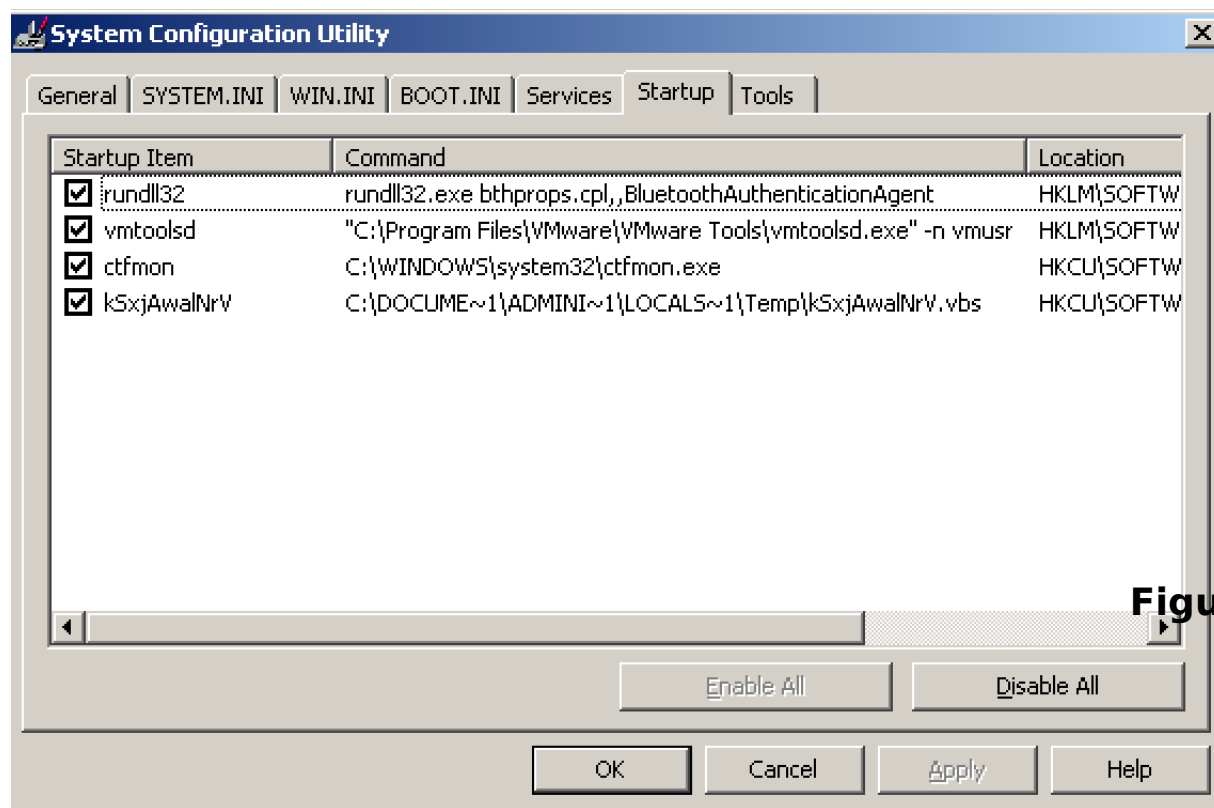 System Configuration Utility
General SYSTEM.INI WIN.INI BOOT.INI Services Startup Tools
Startup Item Command Location
rundll32 rundll32.exe bthprops.cpl,,BluetoothAuthenticationAgent HKLM\SOFTW
vmtoolsd "C:\Program Files\VMware\VMware Tools\vmtoolsd.exe" -n vmusr HKLM\SOFTW
ctfmon C:\WINDOWS\system32\ctfmon.exe HKCU\SOFTW
kSxjAwalNrV C:\DOCUME~1\ADMINI~1\LOCALS~1\Temp\kSxjAwalNrV.vbs HKCU\SOFTW
Figu
Enable All Disable All
OK Cancel Apply Help